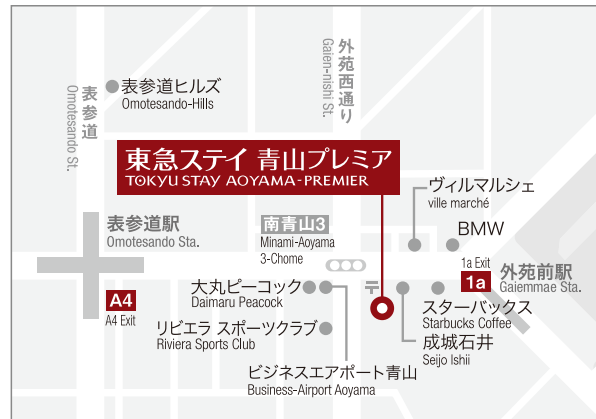 表参道ヒルズ
Omotesando-Hills
表参道
Omotesando St.
外苑西通り
Gaien-nishi St.
東急ステイ 青山プレミア
TOKYU STAY AOYAMA-PREMIER
ヴィルマルシェ
ville marché
BMW
表参道駅
Omotesando Sta.
南青山3
Minami-Aoyama
3-Chome
1a Exit
1a
外苑前駅
Gaiemmae Sta.
A4
A4 Exit
大丸ピーコック
Daimaru Peacock
〒
スターバックス
Starbucks Coffee
リビエラ スポーツクラブ
Riviera Sports Club
成城石井
Seijo Ishii
ビジネスエアポート青山
Business-Airport Aoyama